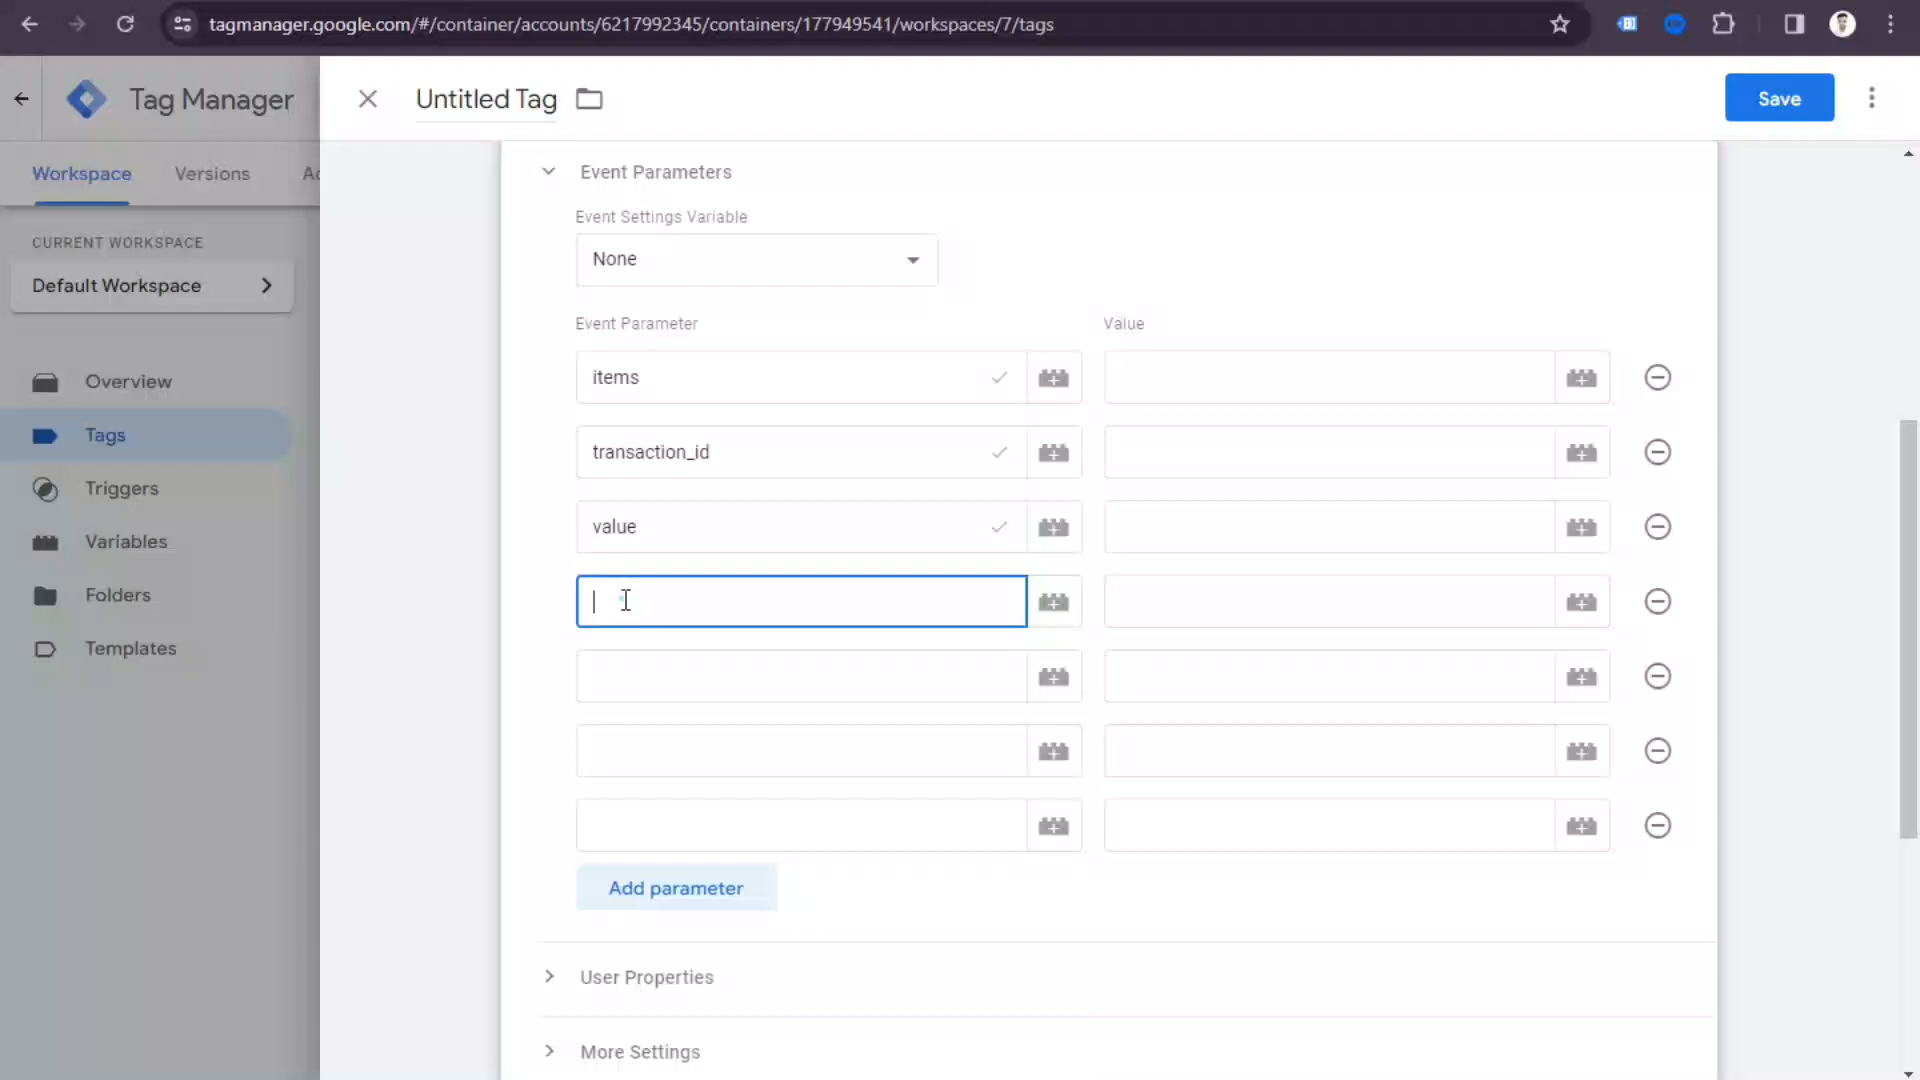 tagmanager.google.com/#/container/accounts/6217992345/containers/177949541/workspaces/7/tags
Tag Manager
Untitled Tag
Save
Workspace
Versions
Ac
CURRENT WORKSPACE
Default Workspace
Overview
Tags
Triggers
Variables
Folders
Templates
Event Parameters
Event Settings Variable
None
Event Parameter
Value
items
transaction_id
value
Add parameter
User Properties
More Settings